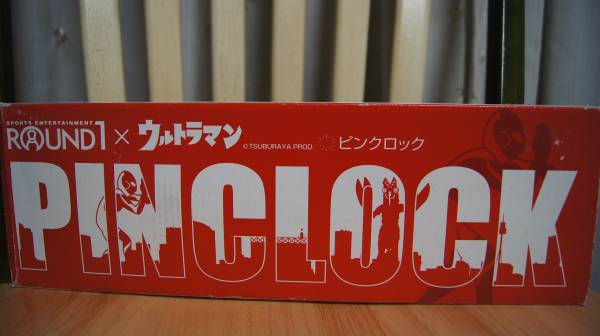 SPORTS ENTERTAINMENT
ROUND1 × ウルトラマン ©TSUBURAYA PROD. ピンクロック
PINCLOCK